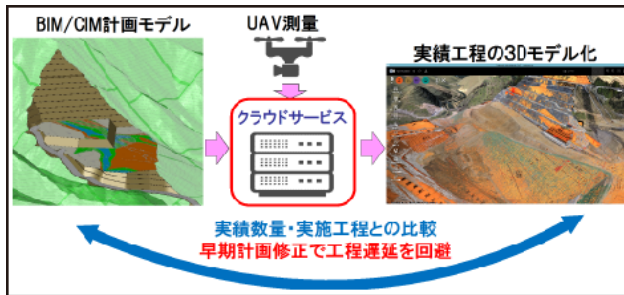 BIM/CIM計画モデル
UAV測量
実績工程の3Dモデル化
クラウドサービス
実績数量・実施工程との比較
早期計画修正で工程遅延を回避